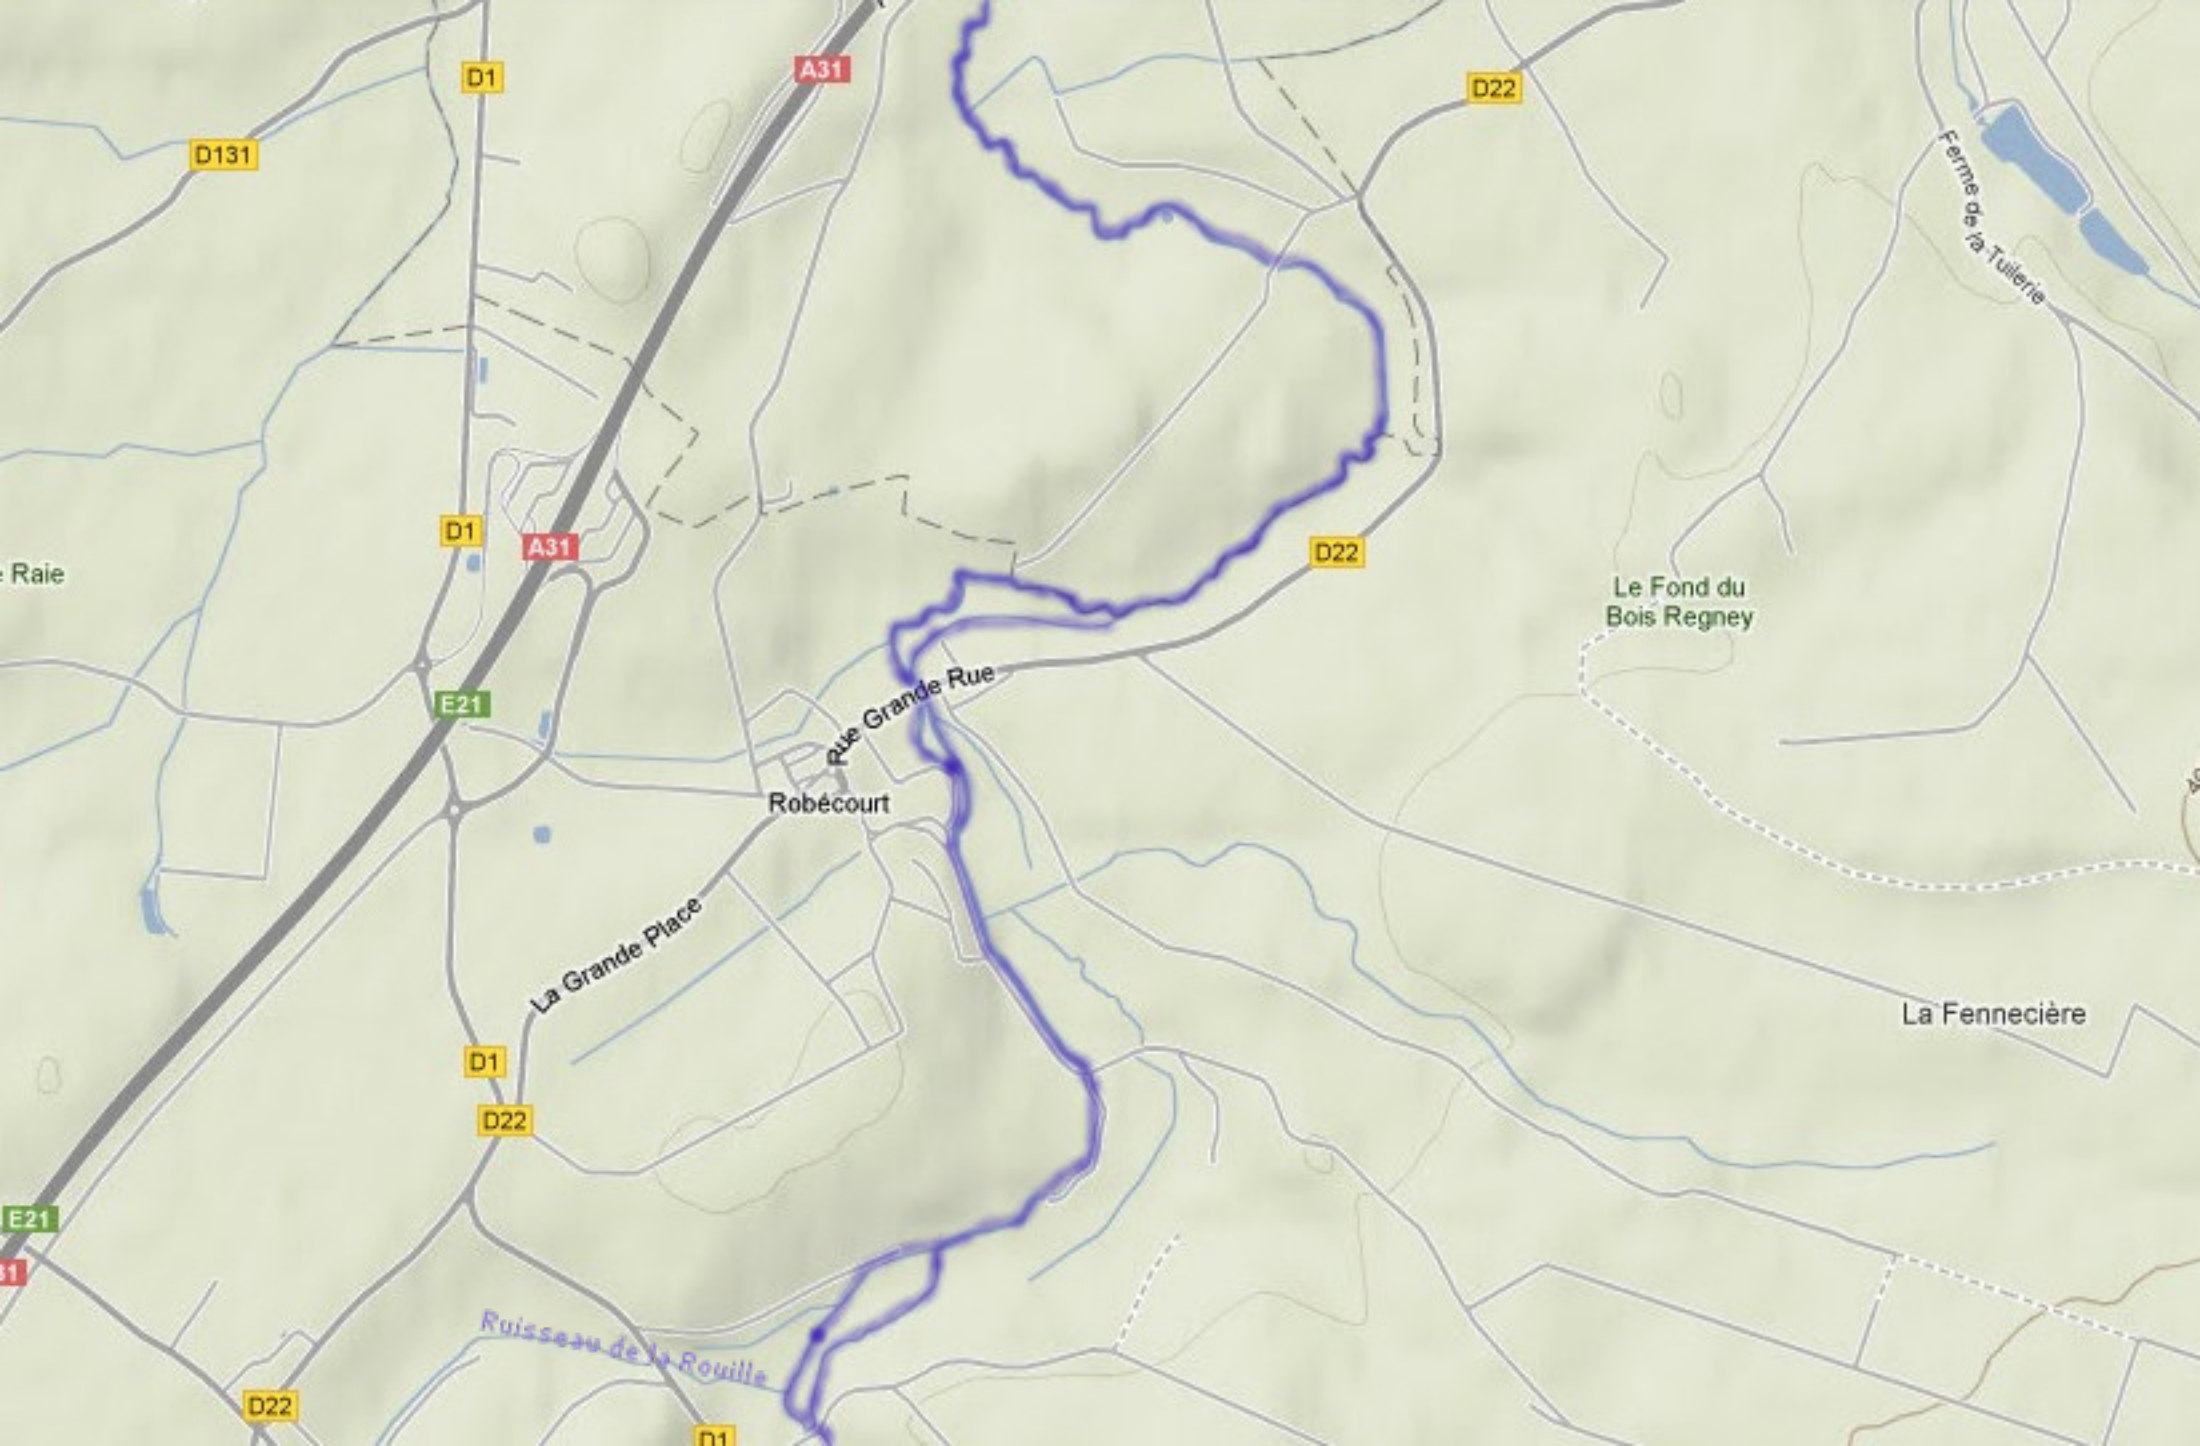 A31
D1
D22
D131
Ferme de la Tuilerie
D1
A31
D22
Raie
Le Fond du
Bois Regney
Rue Grande Rue
E21
Robécourt
La Grande Place
La Fennecière
D1
D22
E21
31
Ruisseau de la Rouille
D22
D1